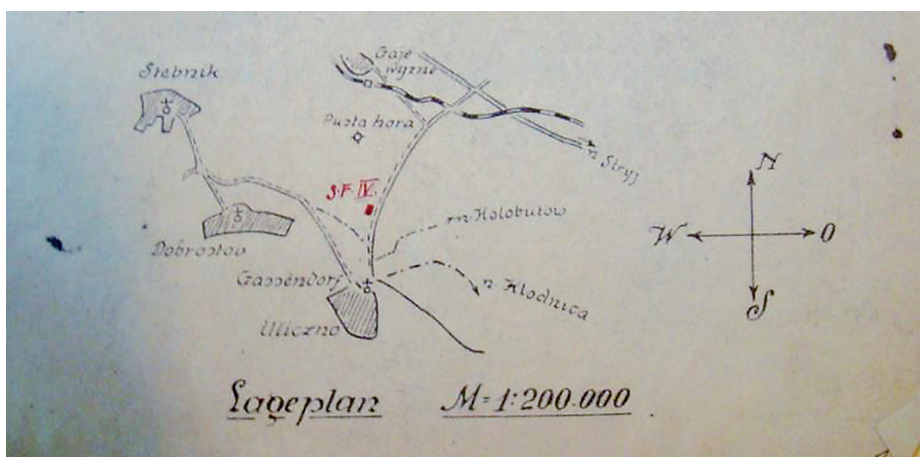 Stebnik
Gaje
wyżne
Pusta hora
n. Stryj
S.F. IV.
n. Holobutow
Dobrostow
Gassendorf
n. Klodnica
Uliczno
N
W
O
S
Lageplan M=1:200.000